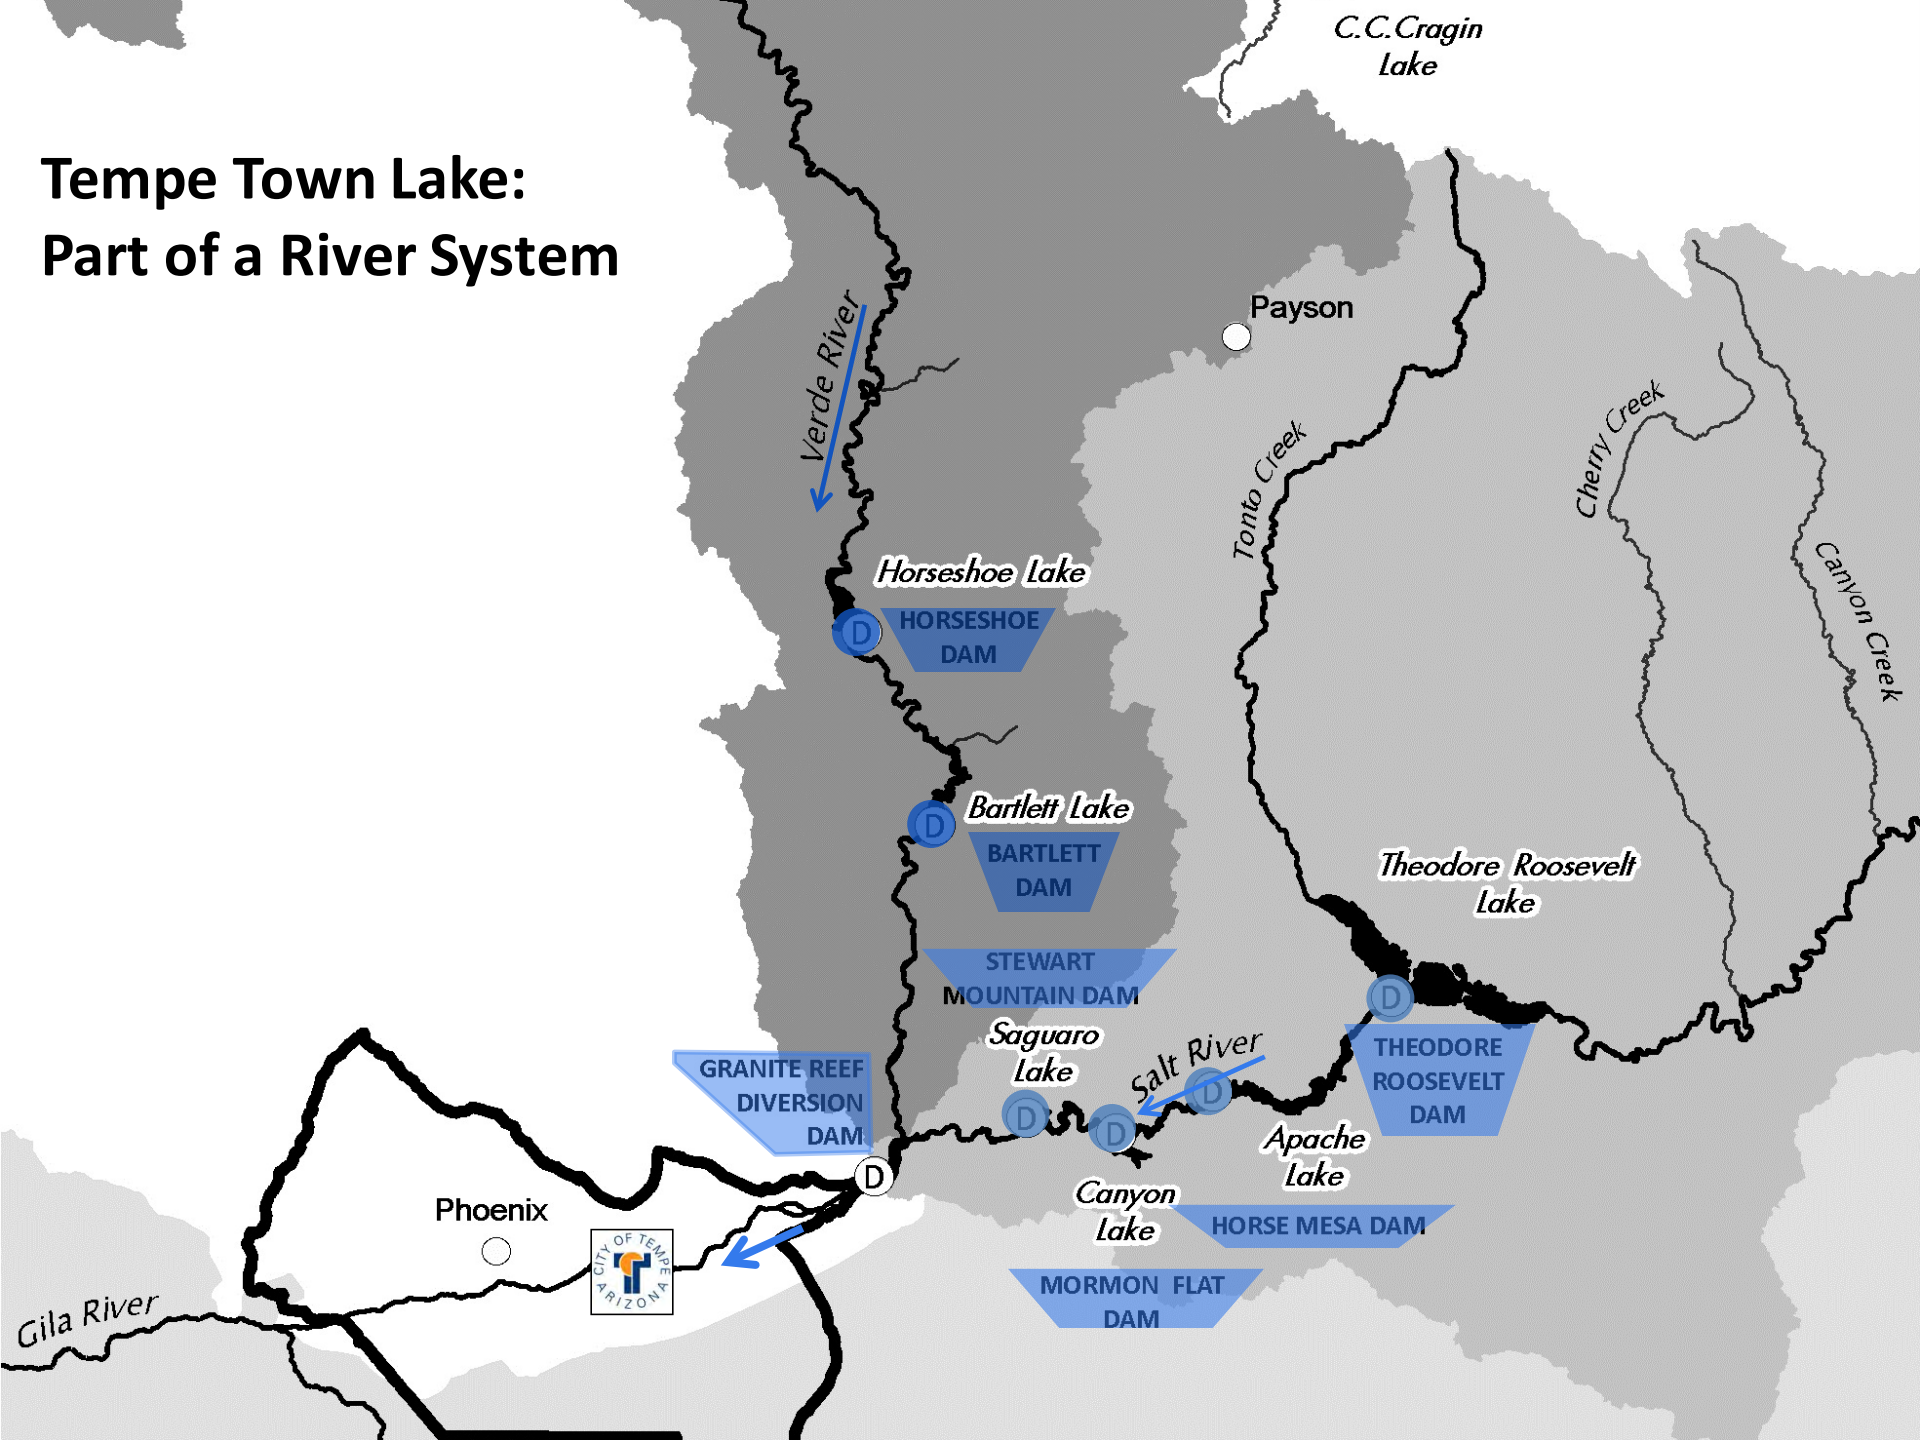 C.C.Cragin
Lake
Tempe Town Lake:
Part of a River System
Payson
Verde River
Cherry Creek
Tonto Creek
Canyon Creek
Horseshoe Lake
HORSESHOE
DAM
Bartlett Lake
BARTLETT
DAM
Theodore Roosevelt
Lake
STEWART
MOUNTAIN DAM
Saguaro
Lake
Salt River
THEODORE
ROOSEVELT
DAM
GRANITE REEF
DIVERSION
DAM
D
D
D
D
D
D
D
Apache
Lake
Canyon
Lake
HORSE MESA DAM
Phoenix
CITY OF TEMPE
ARIZONA
MORMON FLAT
DAM
Gila River